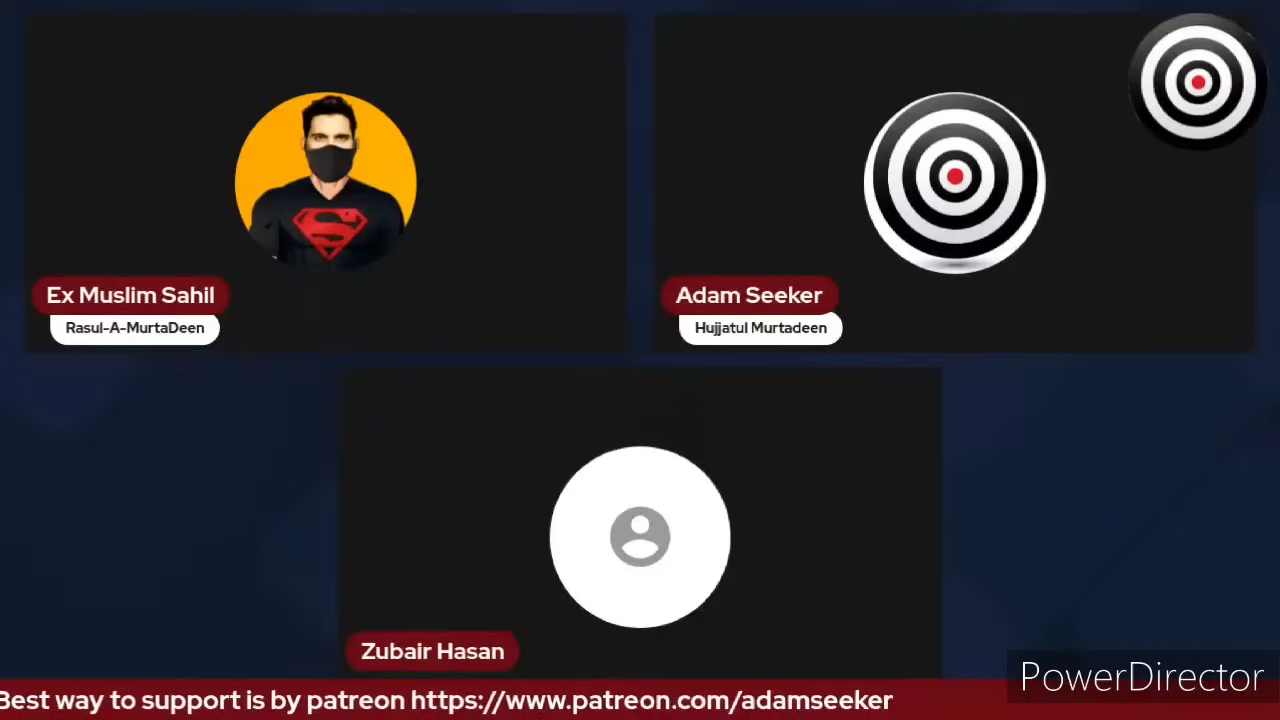 Ex Muslim Sahil
Rasul-A-MurtaDeen
Adam Seeker
Hujjatul Murtadeen
Zubair Hasan
Best way to support is by patreon https://www.patreon.com/adamseeker
PowerDirector